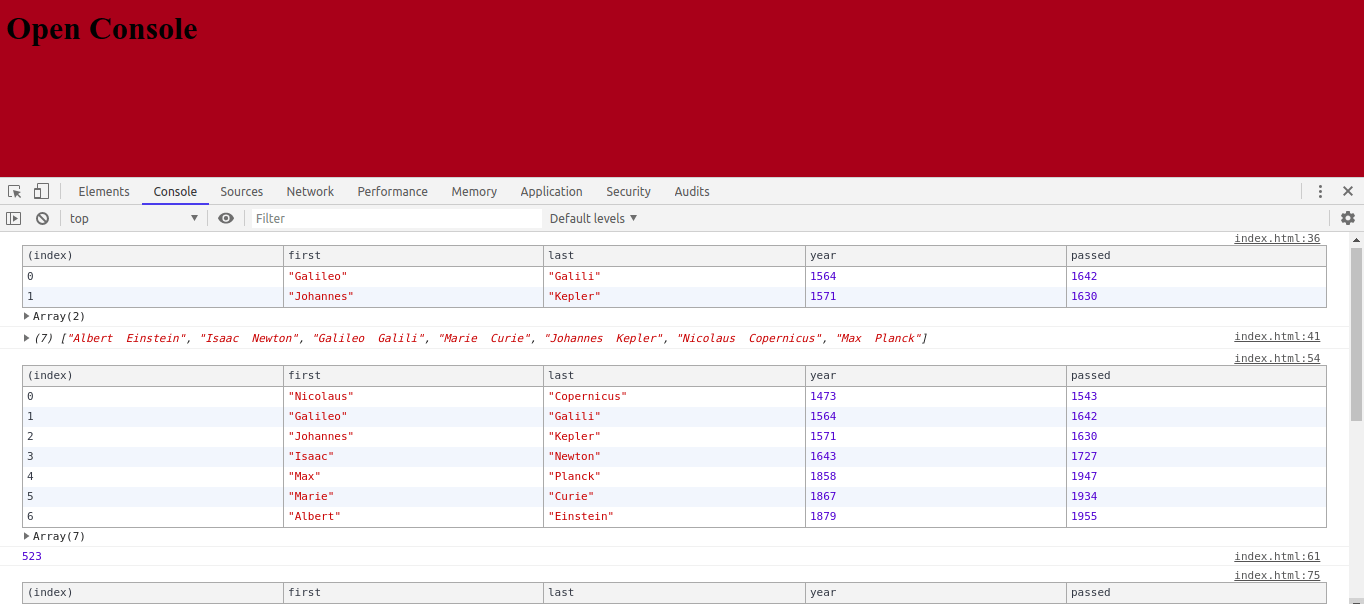 Open Console
Elements Console Sources Network Performance Memory Application Security Audits
top Filter Default levels
index.html:36
(index) first last year passed
0 "Galileo" "Galili" 1564 1642
1 "Johannes" "Kepler" 1571 1630
Array(2)
(7) ["Albert  Einstein", "Isaac  Newton", "Galileo  Galili", "Marie  Curie", "Johannes  Kepler", "Nicolaus  Copernicus", "Max  Planck"] index.html:41
index.html:54
(index) first last year passed
0 "Nicolaus" "Copernicus" 1473 1543
1 "Galileo" "Galili" 1564 1642
2 "Johannes" "Kepler" 1571 1630
3 "Isaac" "Newton" 1643 1727
4 "Max" "Planck" 1858 1947
5 "Marie" "Curie" 1867 1934
6 "Albert" "Einstein" 1879 1955
Array(7)
523 index.html:61
index.html:75
(index) first last year passed